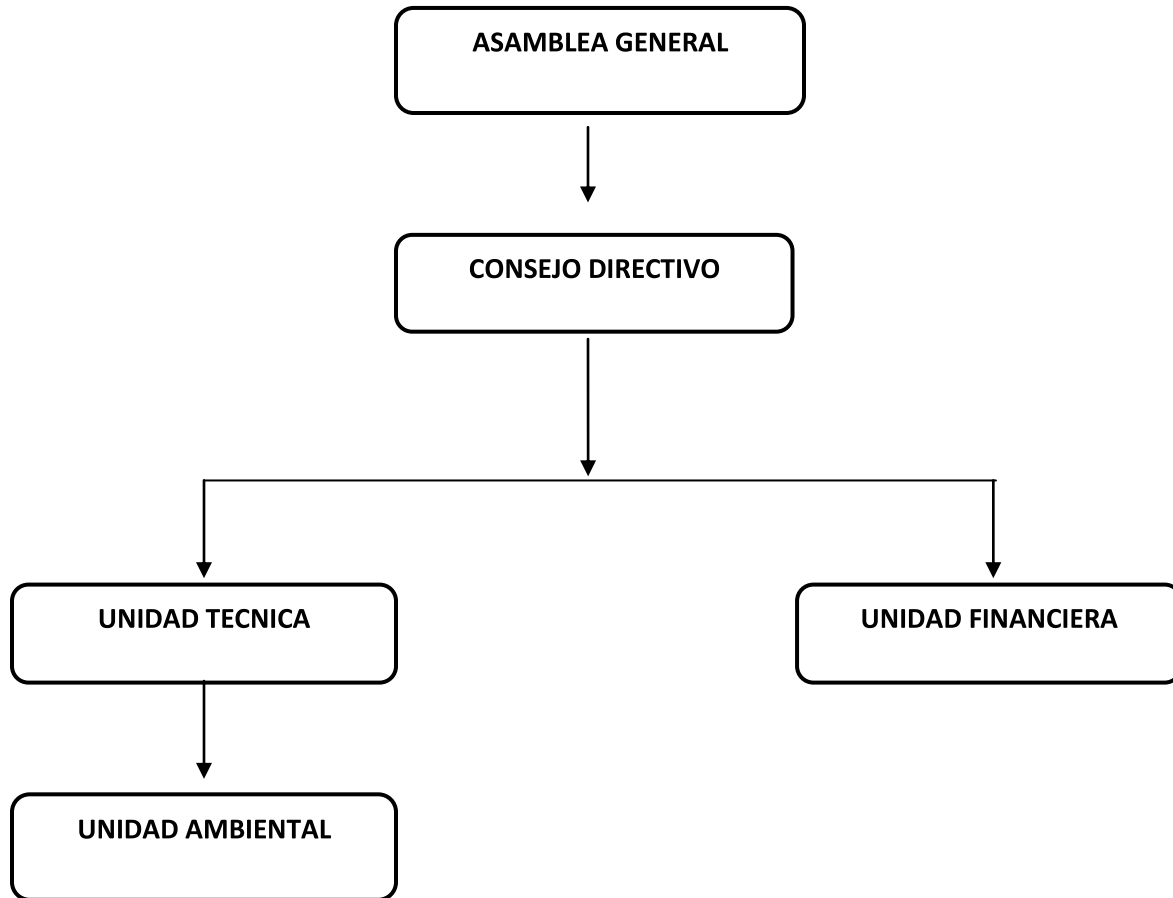 ASAMBLEA GENERAL
CONSEJO DIRECTIVO
UNIDAD TECNICA
UNIDAD FINANCIERA
UNIDAD AMBIENTAL